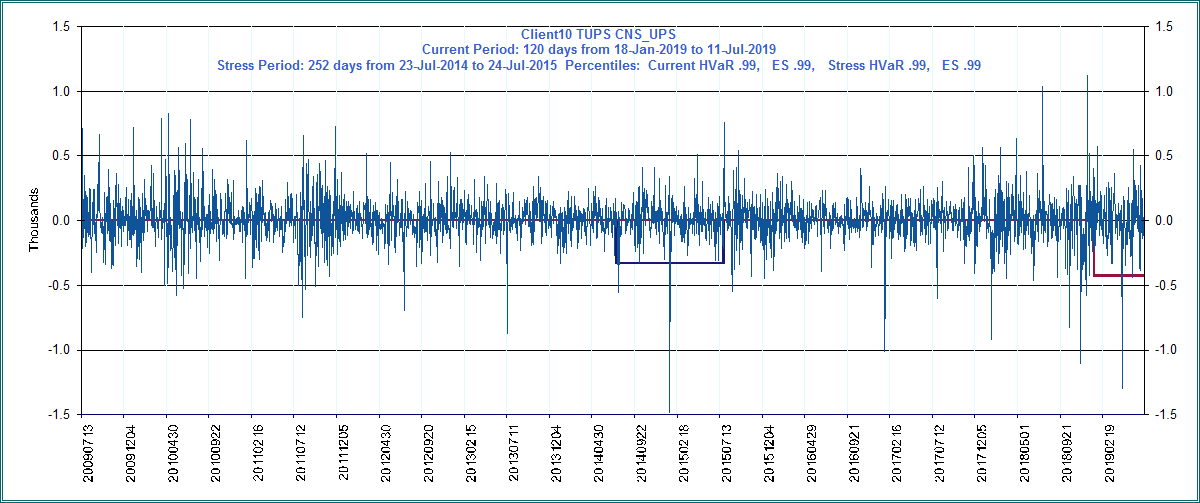 Client10 TUPS CNS_UPS
Current Period: 120 days from 18-Jan-2019 to 11-Jul-2019
Stress Period: 252 days from 23-Jul-2014 to 24-Jul-2015  Percentiles:  Current HVaR .99,   ES .99,    Stress HVaR .99,   ES .99
1.5 1.5
1.0 1.0
0.5 0.5
0.0 0.0
-0.5 -0.5
-1.0 -1.0
-1.5 -1.5
Thousands
20090713 20091204 20100430 20100922 20110216 20110712 20111205 20120430 20120920 20130215 20130711 20131204 20140430 20140922 20150218 20150713 20151204 20160429 20160921 20170216 20170712 20171205 20180501 20180921 20190219